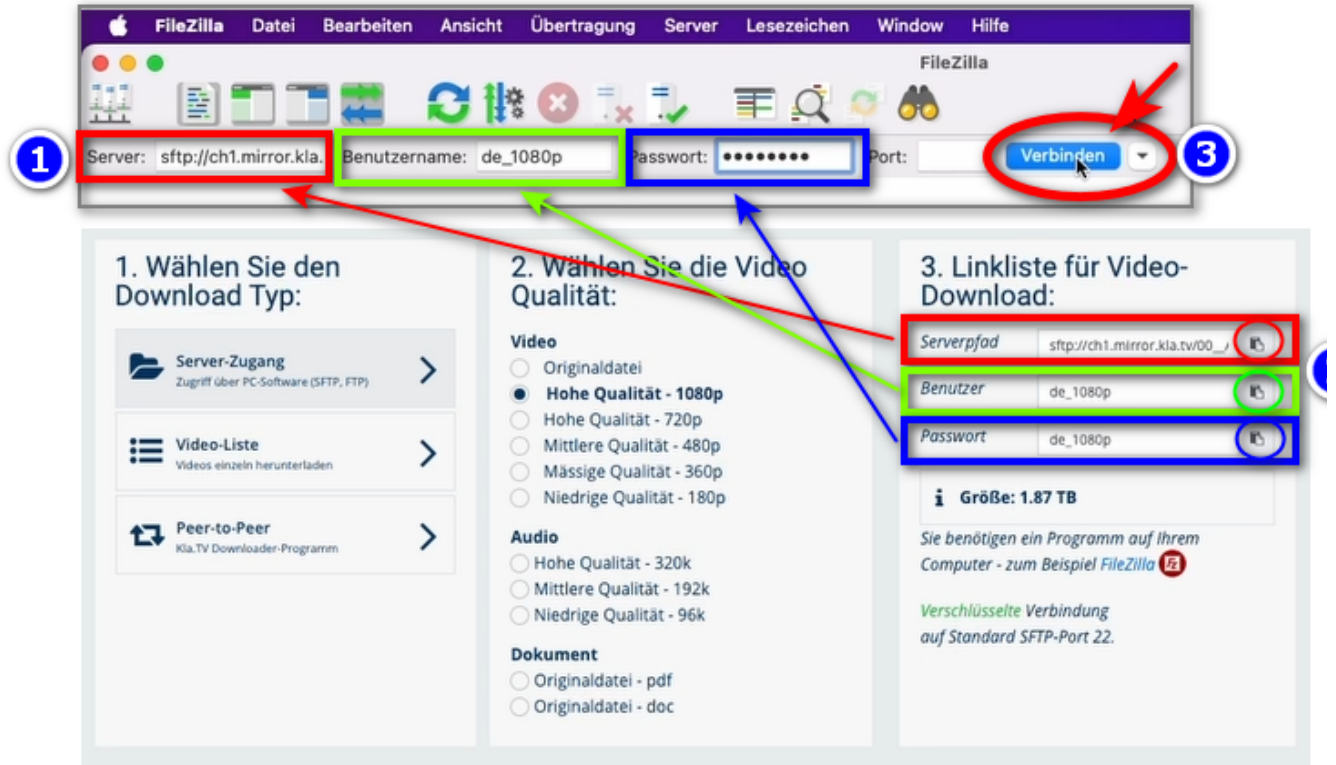 FileZilla Datei Bearbeiten Ansicht Übertragung Server Lesezeichen Window Hilfe
FileZilla
1
Server: sftp://ch1.mirror.kla. Benutzername: de_1080p Passwort: •••••••• Port: Verbinden
3
1. Wählen Sie den
Download Typ:
Server-Zugang
Zugriff über PC-Software (SFTP, FTP)
Video-Liste
Videos einzeln herunterladen
Peer-to-Peer
Kla.TV Downloader-Programm
2. Wählen Sie die Video
Qualität:
Video
Originaldatei
Hohe Qualität - 1080p
Hohe Qualität - 720p
Mittlere Qualität - 480p
Mässige Qualität - 360p
Niedrige Qualität - 180p
Audio
Hohe Qualität - 320k
Mittlere Qualität - 192k
Niedrige Qualität - 96k
Dokument
Originaldatei - pdf
Originaldatei - doc
3. Linkliste für Video-
Download:
Serverpfad sftp://ch1.mirror.kla.tv/00__
Benutzer de_1080p
Passwort de_1080p
i Größe: 1.87 TB
Sie benötigen ein Programm auf Ihrem
Computer - zum Beispiel FileZilla Fz
Verschlüsselte Verbindung
auf Standard SFTP-Port 22.